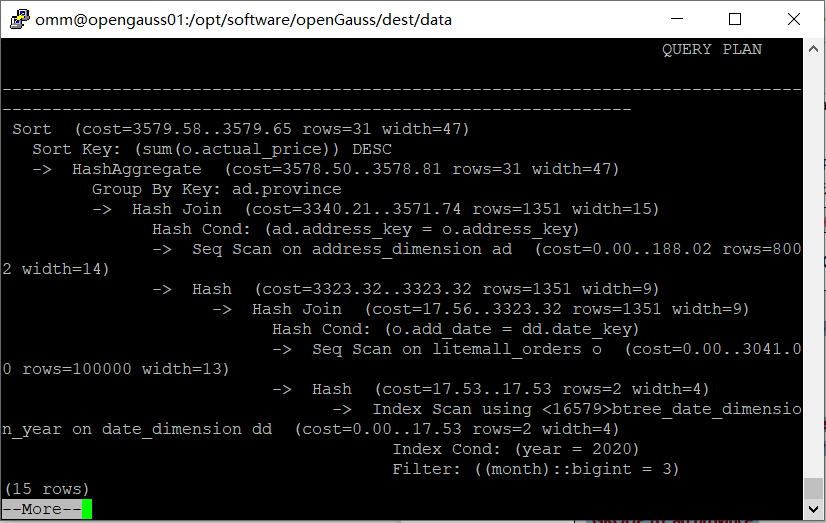 omm@opengauss01:/opt/software/openGauss/dest/data
QUERY PLAN
--------------------------------------------------------------------------------
---------------------------------------------------------------
Sort  (cost=3579.58..3579.65 rows=31 width=47)
Sort Key: (sum(o.actual_price)) DESC
->  HashAggregate  (cost=3578.50..3578.81 rows=31 width=47)
Group By Key: ad.province
->  Hash Join  (cost=3340.21..3571.74 rows=1351 width=15)
Hash Cond: (ad.address_key = o.address_key)
->  Seq Scan on address_dimension ad  (cost=0.00..188.02 rows=800
2 width=14)
->  Hash  (cost=3323.32..3323.32 rows=1351 width=9)
->  Hash Join  (cost=17.56..3323.32 rows=1351 width=9)
Hash Cond: (o.add_date = dd.date_key)
->  Seq Scan on litemall_orders o  (cost=0.00..3041.0
0 rows=100000 width=13)
->  Hash  (cost=17.53..17.53 rows=2 width=4)
->  Index Scan using <16579>btree_date_dimensio
n_year on date_dimension dd  (cost=0.00..17.53 rows=2 width=4)
Index Cond: (year = 2020)
Filter: ((month)::bigint = 3)
(15 rows)
--More--